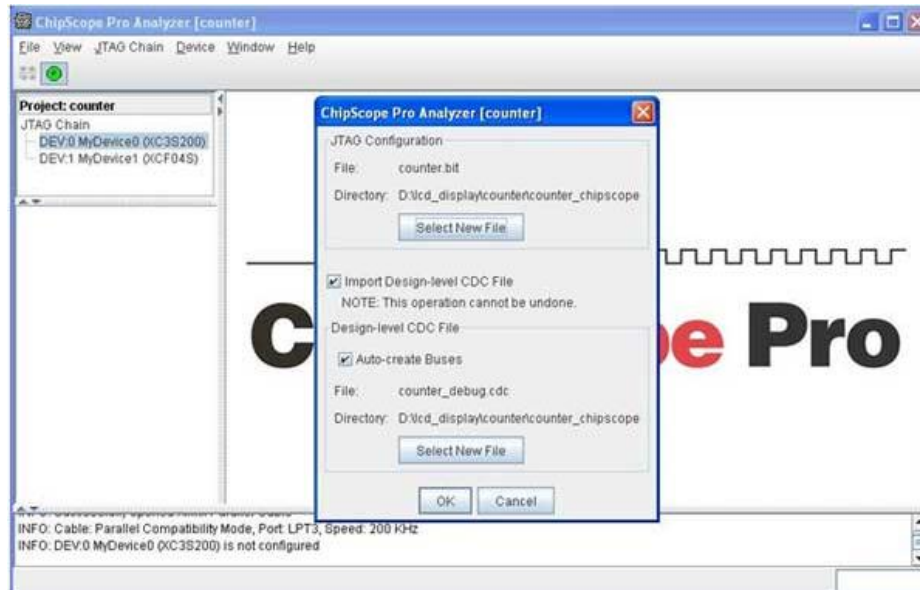 ChipScope Pro Analyzer [counter]
File View JTAG Chain Device Window Help
Project: counter
JTAG Chain
DEV:0 MyDevice0 (XC3S200)
DEV:1 MyDevice1 (XCF04S)
ChipScope Pro Analyzer [counter]
JTAG Configuration
File: counter.bit
Directory: D:\lcd_display\counter\counter_chipscope
Select New File
Import Design-level CDC File
NOTE: This operation cannot be undone.
Design-level CDC File
Auto-create Buses
File: counter_debug.cdc
Directory: D:\lcd_display\counter\counter_chipscope
Select New File
OK Cancel
C e Pro
INFO: Cable: Parallel Compatibility Mode, Port: LPT3, Speed: 200 KHz
INFO: DEV:0 MyDevice0 (XC3S200) is not configured